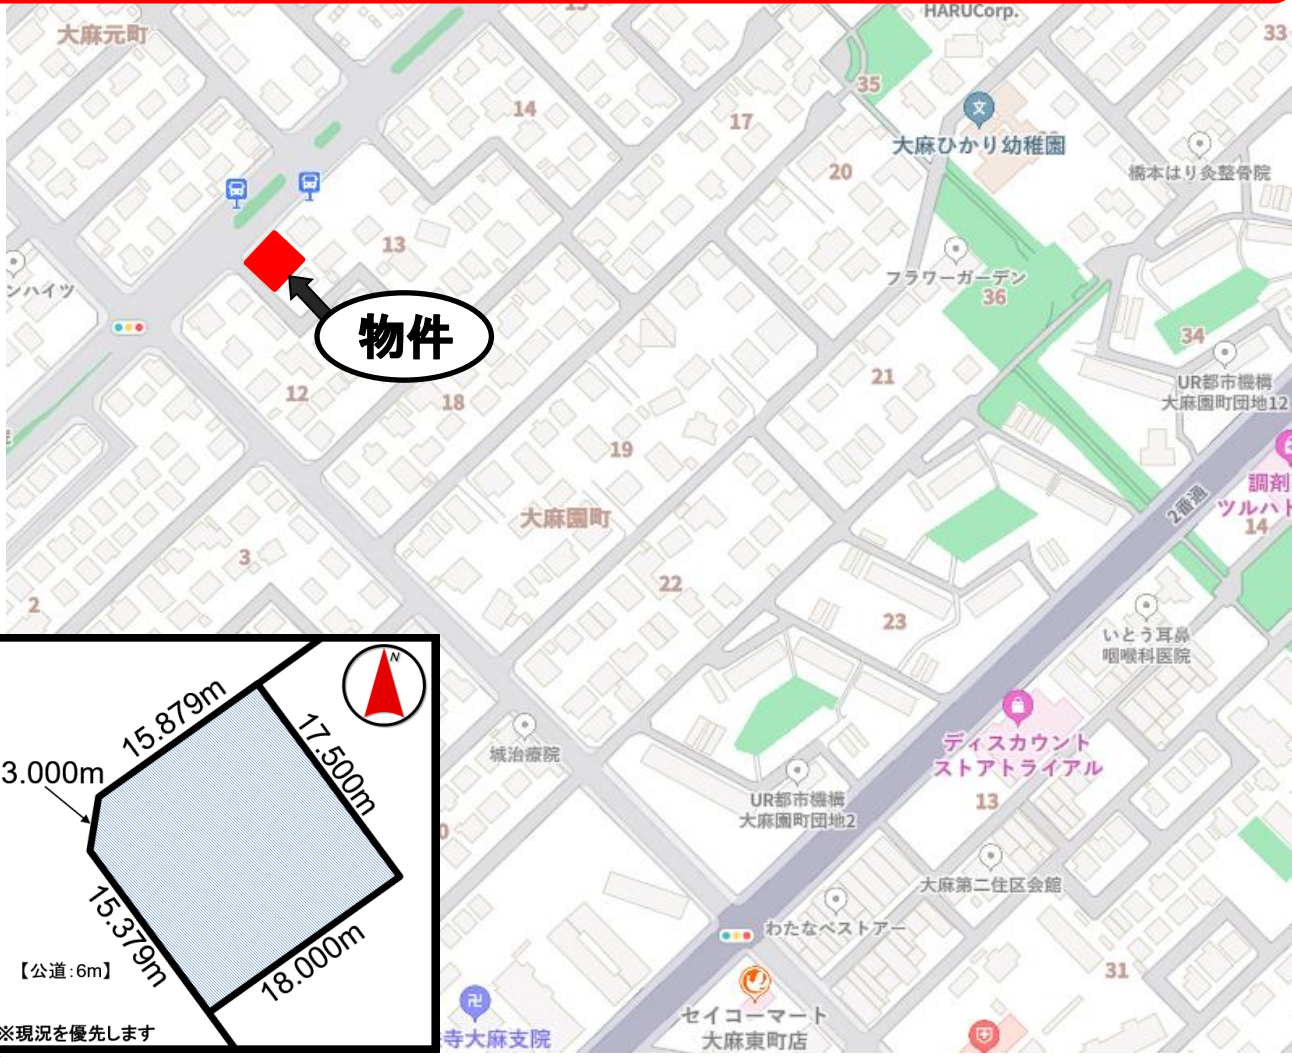 HARUCorp.
33
大麻元町
35
14
17
大麻ひかり幼稚園
橋本はり灸整骨院
20
13
フラワーガーデン
36
ンハイツ
34
物件
UR都市機構
大麻園町団地12
21
12
18
19
調剤
ツルハド
14
2番通
大麻園町
3
22
2
23
いとう耳鼻
咽喉科医院
N
15.879m
17.500m
3.000m
15.379m
18.000m
【公道:6m】
※現況を優先します
城治療院
ディスカウント
ストアトライアル
UR都市機構
大麻園町団地2
13
大麻第二住区会館
わたなべストアー
31
セイコーマート
大麻東町店
寺大麻支院